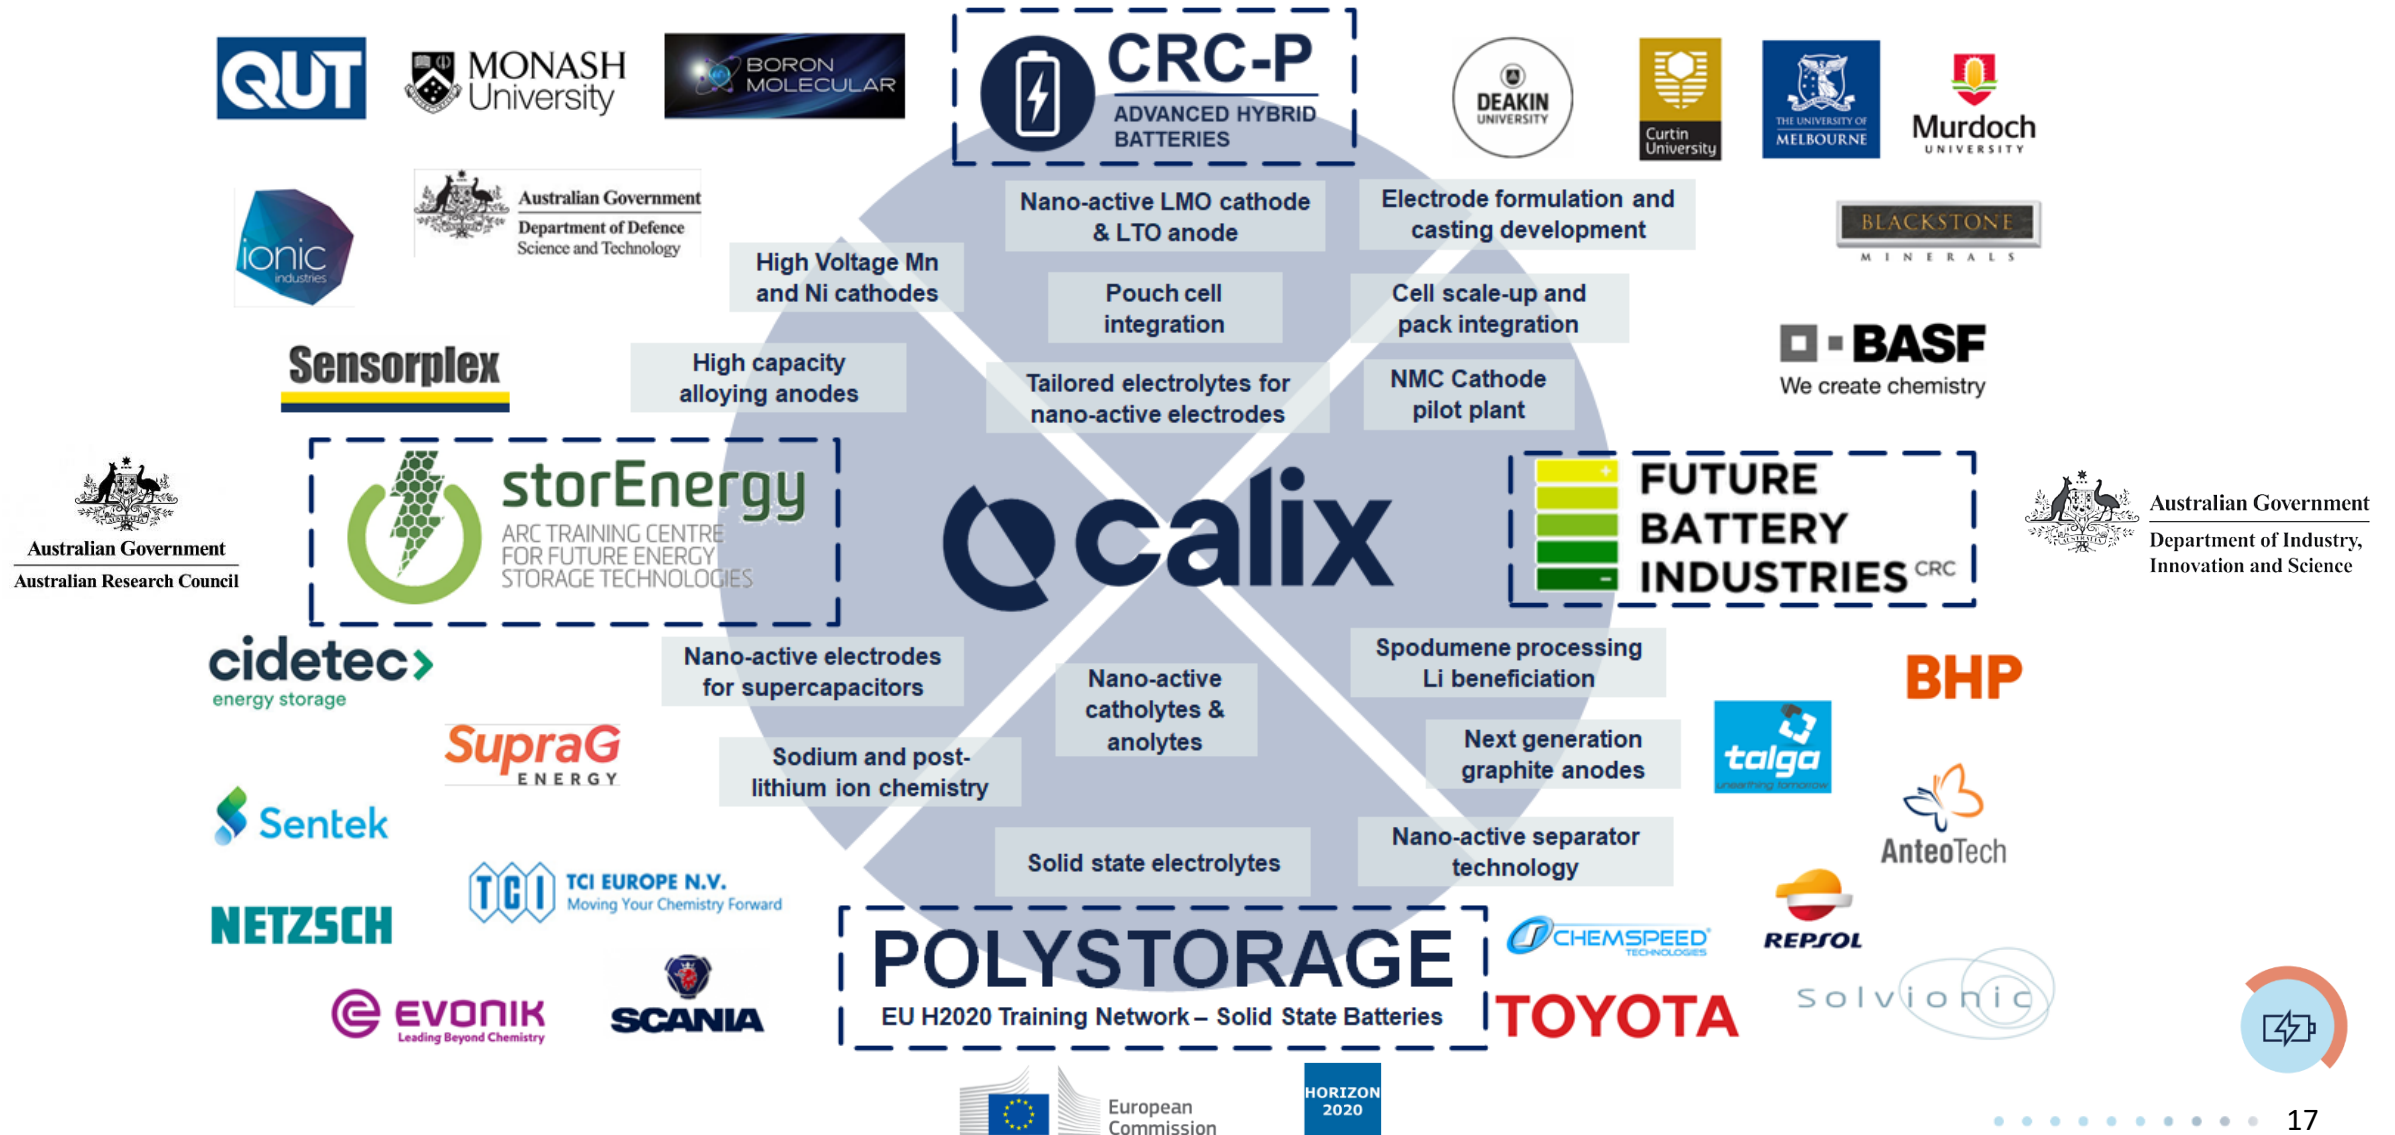 QUT
MONASH
University
BORON
MOLECULAR
CRC-P
ADVANCED HYBRID
BATTERIES
DEAKIN
UNIVERSITY
Curtin
University
THE UNIVERSITY OF
MELBOURNE
Murdoch
UNIVERSITY
ionic
industries
Australian Government
Department of Defence
Science and Technology
High Voltage Mn
and Ni cathodes
Nano-active LMO cathode
& LTO anode
Electrode formulation and
casting development
BLACKSTONE
MINERALS
Pouch cell
integration
Cell scale-up and
pack integration
Sensorplex
High capacity
alloying anodes
Tailored electrolytes for
nano-active electrodes
NMC Cathode
pilot plant
BASF
We create chemistry
Australian Government
Australian Research Council
storEnergy
ARC TRAINING CENTRE
FOR FUTURE ENERGY
STORAGE TECHNOLOGIES
calix
FUTURE
BATTERY
INDUSTRIES CRC
Australian Government
Department of Industry,
Innovation and Science
cidetec
energy storage
Nano-active electrodes
for supercapacitors
Nano-active
catholytes &
anolytes
Spodumene processing
Li beneficiation
BHP
SupraG
ENERGY
Sodium and post-
lithium ion chemistry
Next generation
graphite anodes
talga
unearthing tomorrow
AnteoTech
Sentek
Solid state electrolytes
Nano-active separator
technology
TCI
TCI EUROPE N.V.
Moving Your Chemistry Forward
NETZSCH
POLYSTORAGE
EU H2020 Training Network – Solid State Batteries
CHEMSPEED
TECHNOLOGIES
REPSOL
EVONIK
Leading Beyond Chemistry
SCANIA
TOYOTA
Solvionic
European
Commission
HORIZON
2020
17